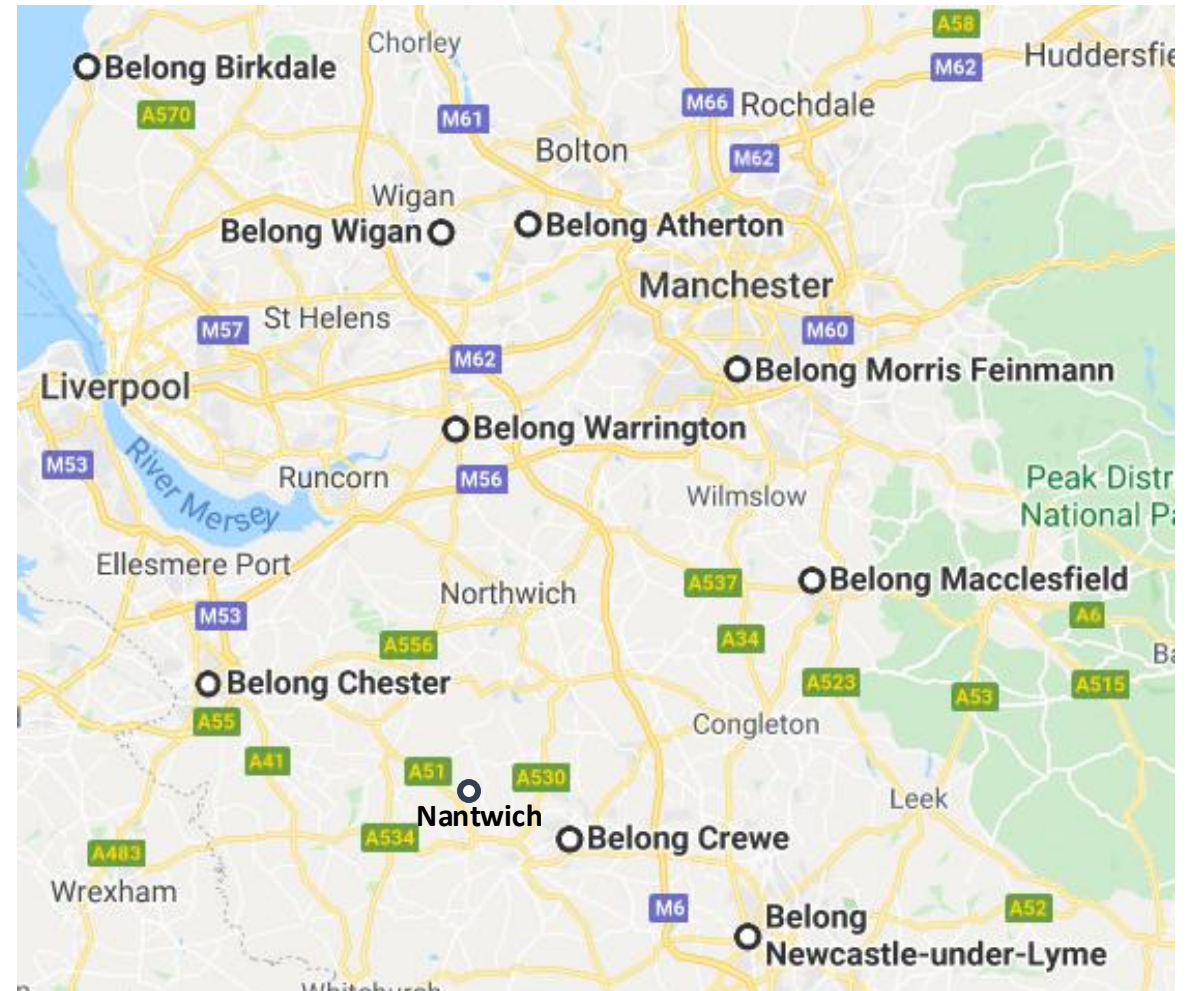 A58
Chorley
Huddersfie
Belong Birkdale
M62
A570
M61
M66
Rochdale
Bolton
M62
Wigan
Belong Wigan
Belong Atherton
Manchester
St Helens
M57
M60
M62
Belong Morris Feinmann
Liverpool
Belong Warrington
M53
River Mersey
Runcorn
M56
Wilmslow
Peak Distr
National Pa
Ellesmere Port
Northwich
A537
Belong Macclesfield
M53
A6
A556
A34
Ba
Belong Chester
A523
A53
A515
A55
Congleton
A41
A51
A530
Nantwich
Leek
A534
Belong Crewe
A483
Wrexham
M6
A52
Belong
Newcastle-under-Lyme
Whitchurch